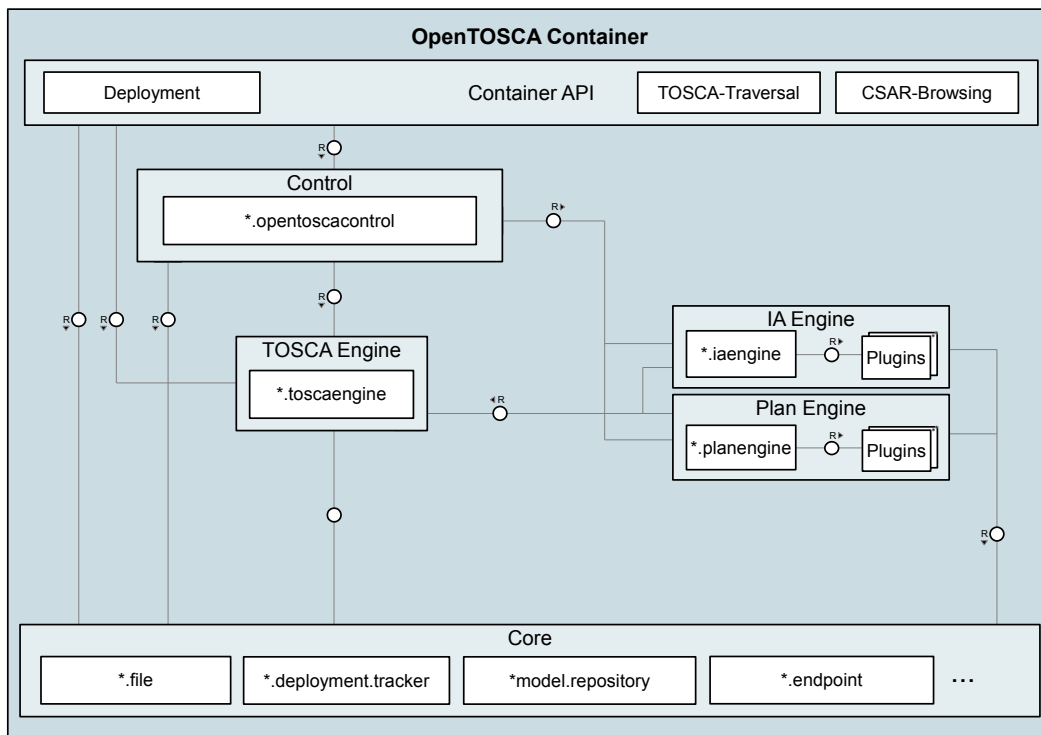 OpenTOSCA Container
Deployment
Container API
TOSCA-Traversal
CSAR-Browsing
R
Control
*.opentoscacontrol
R
R
R
R
R
TOSCA Engine
*.toscaengine
R
IA Engine
*.iaengine
R
Plugins
Plan Engine
*.planengine
R
Plugins
R
Core
*.file
*.deployment.tracker
*model.repository
*.endpoint
...